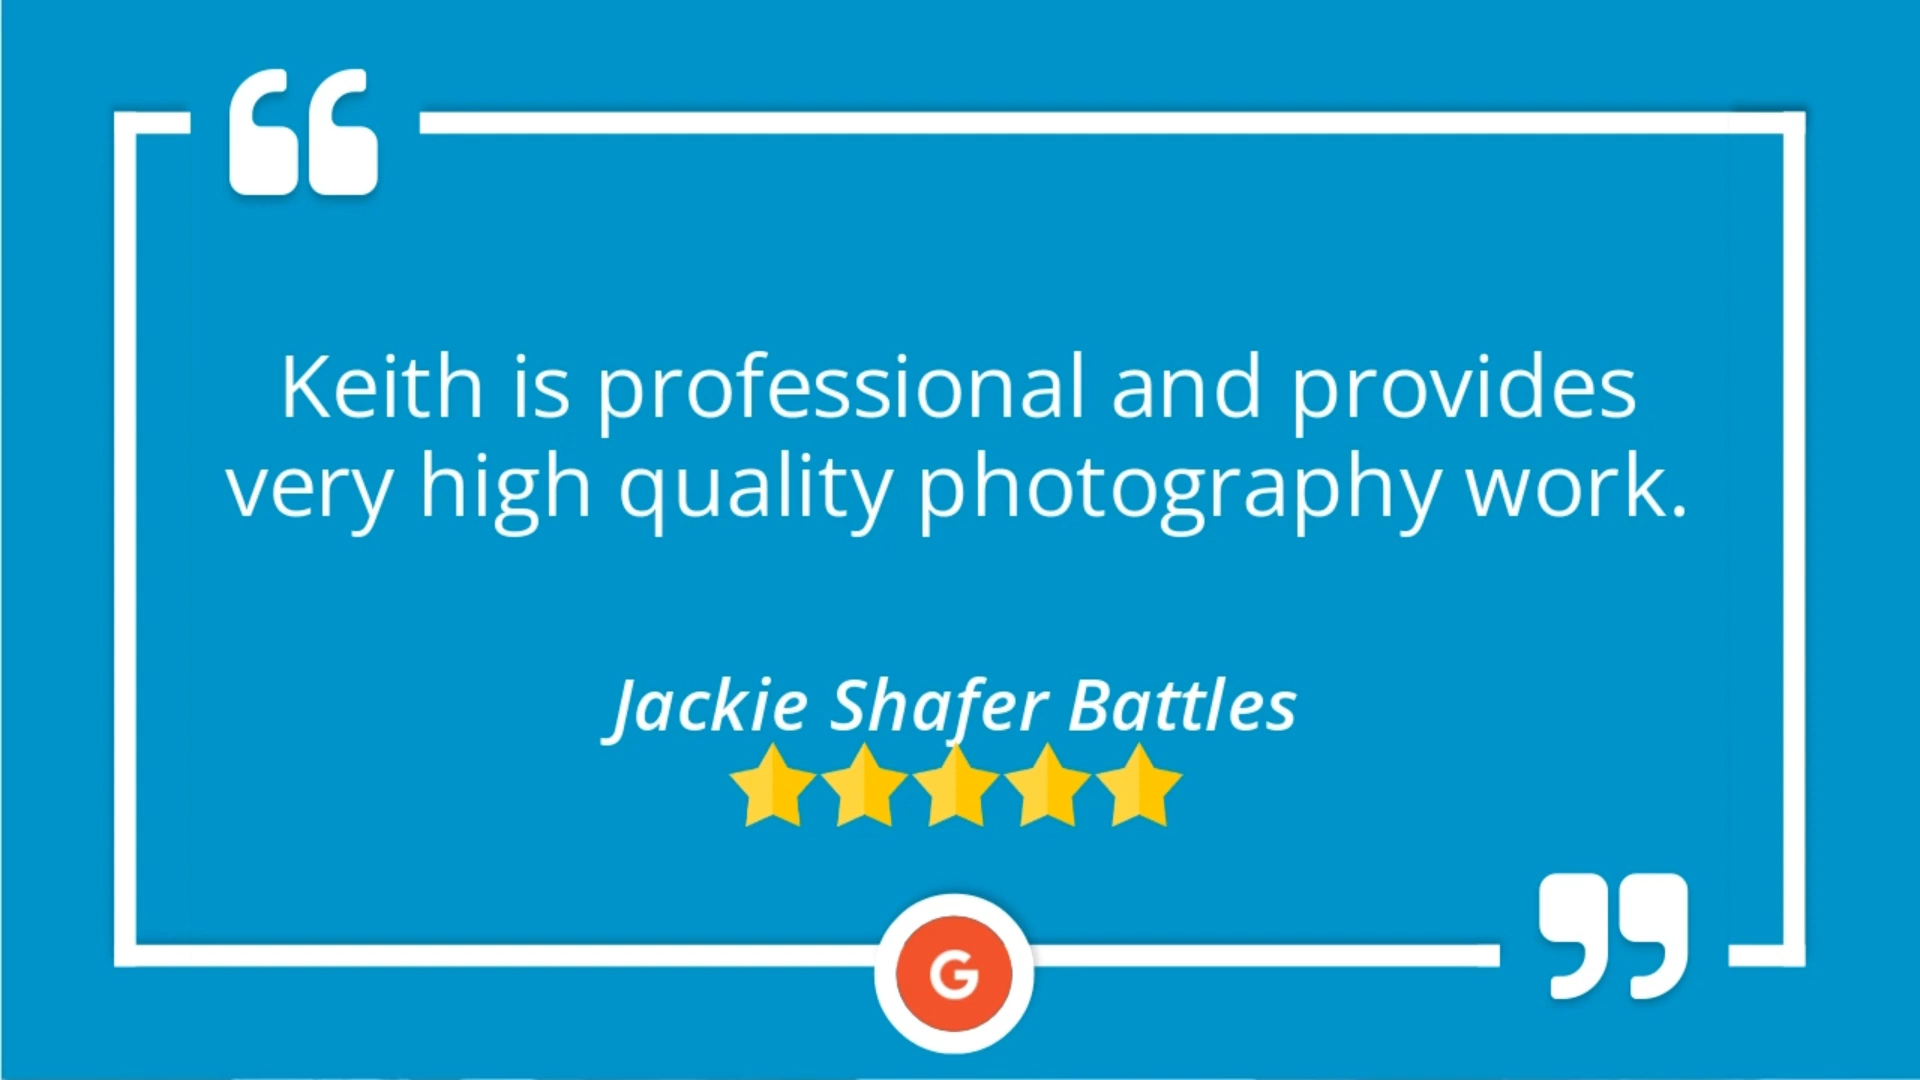 “
Keith is professional and provides
very high quality photography work.
Jackie Shafer Battles
G
”